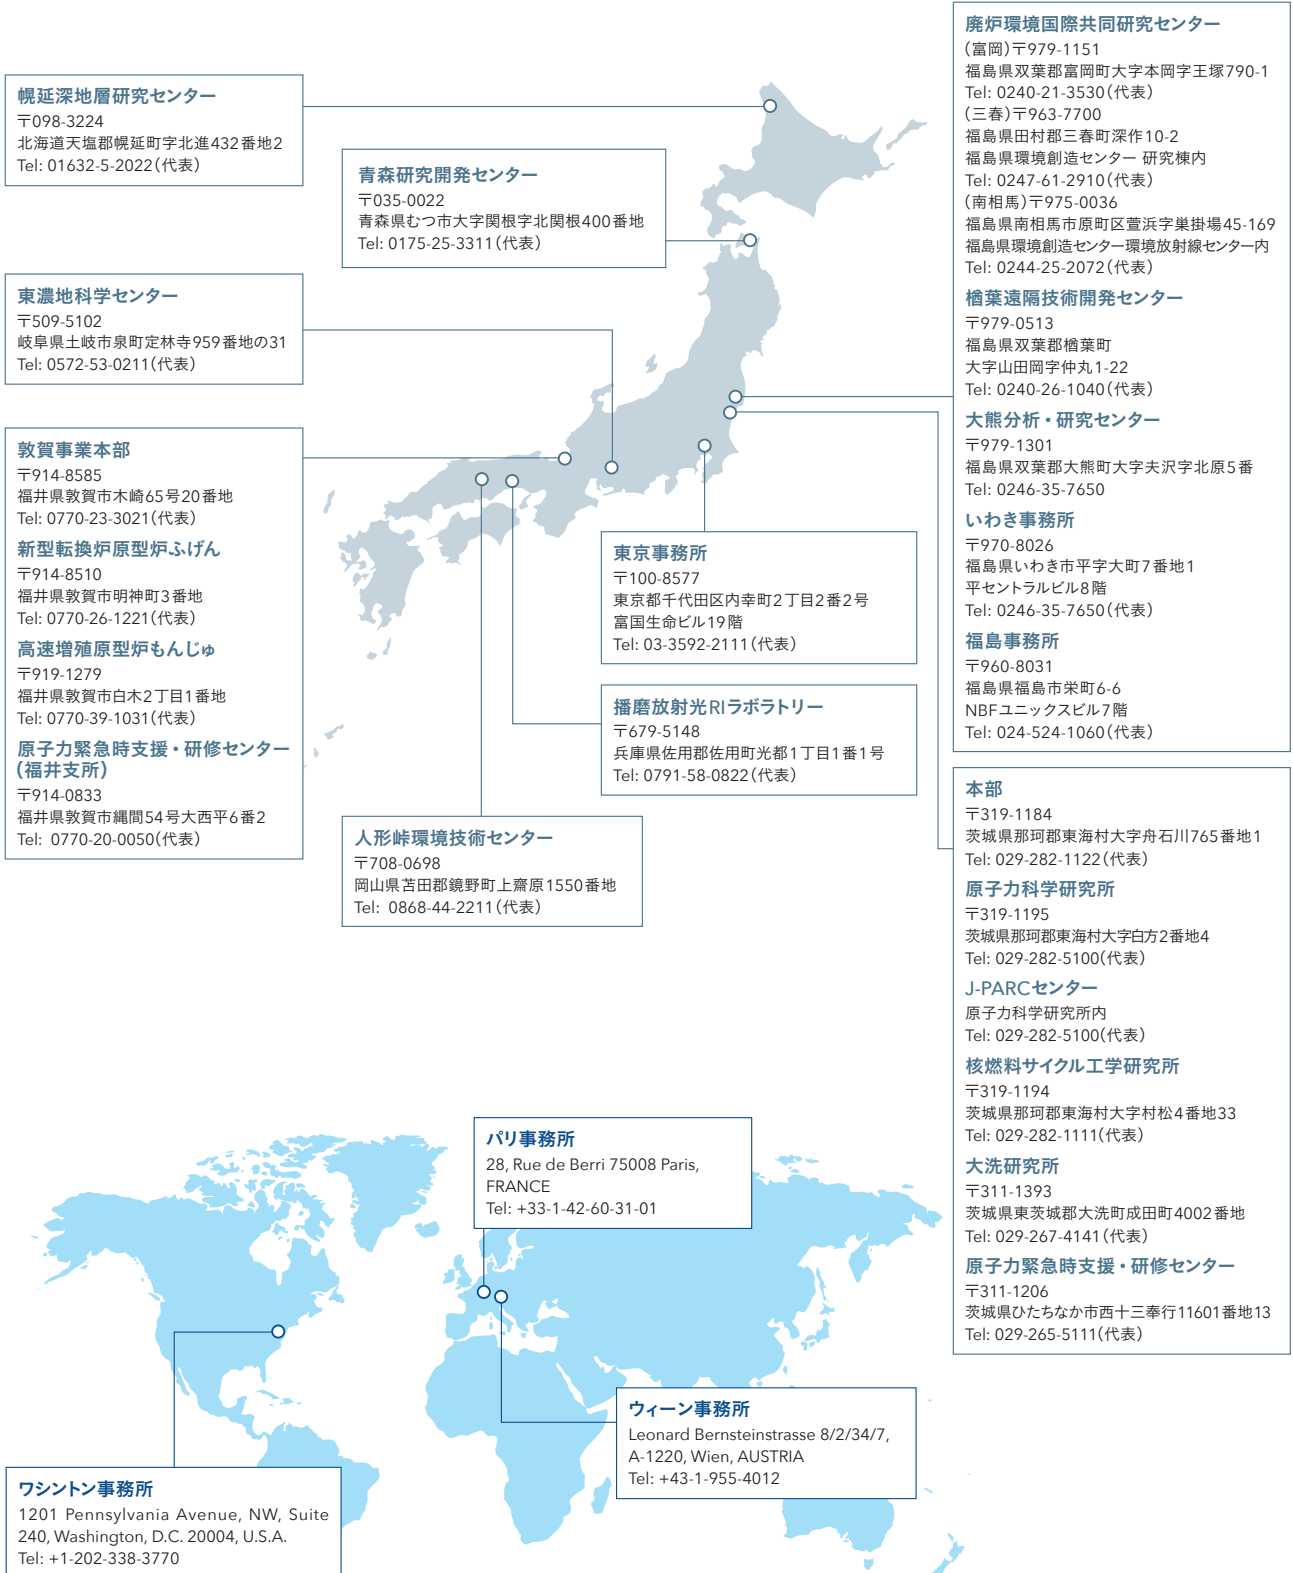 幌延深地層研究センター
〒098-3224
北海道天塩郡幌延町字北進432番地2
Tel: 01632-5-2022(代表)
青森研究開発センター
〒035-0022
青森県むつ市大字関根字北関根400番地
Tel: 0175-25-3311(代表)
東濃地科学センター
〒509-5102
岐阜県土岐市泉町定林寺959番地の31
Tel: 0572-53-0211(代表)
敦賀事業本部
〒914-8585
福井県敦賀市木崎65号20番地
Tel: 0770-23-3021(代表)
新型転換炉原型炉ふげん
〒914-8510
福井県敦賀市明神町3番地
Tel: 0770-26-1221(代表)
高速増殖原型炉もんじゅ
〒919-1279
福井県敦賀市白木2丁目1番地
Tel: 0770-39-1031(代表)
原子力緊急時支援・研修センター
(福井支所)
〒914-0833
福井県敦賀市縄間54号大西平6番2
Tel: 0770-20-0050(代表)
東京事務所
〒100-8577
東京都千代田区内幸町2丁目2番2号
富国生命ビル19階
Tel: 03-3592-2111(代表)
播磨放射光RIラボラトリー
〒679-5148
兵庫県佐用郡佐用町光都1丁目1番1号
Tel: 0791-58-0822(代表)
人形峠環境技術センター
〒708-0698
岡山県苫田郡鏡野町上齋原1550番地
Tel: 0868-44-2211(代表)
廃炉環境国際共同研究センター
(富岡)〒979-1151
福島県双葉郡富岡町大字本岡字王塚790-1
Tel: 0240-21-3530(代表)
(三春)〒963-7700
福島県田村郡三春町深作10-2
福島県環境創造センター 研究棟内
Tel: 0247-61-2910(代表)
(南相馬)〒975-0036
福島県南相馬市原町区萱浜字巣掛場45-169
福島県環境創造センター環境放射線センター内
Tel: 0244-25-2072(代表)
楢葉遠隔技術開発センター
〒979-0513
福島県双葉郡楢葉町
大字山田岡字仲丸1-22
Tel: 0240-26-1040(代表)
大熊分析・研究センター
〒979-1301
福島県双葉郡大熊町大字夫沢字北原5番
Tel: 0246-35-7650
いわき事務所
〒970-8026
福島県いわき市平字大町7番地1
平セントラルビル8階
Tel: 0246-35-7650(代表)
福島事務所
〒960-8031
福島県福島市栄町6-6
NBFユニックスビル7階
Tel: 024-524-1060(代表)
本部
〒319-1184
茨城県那珂郡東海村大字舟石川765番地1
Tel: 029-282-1122(代表)
原子力科学研究所
〒319-1195
茨城県那珂郡東海村大字白方2番地4
Tel: 029-282-5100(代表)
J-PARCセンター
原子力科学研究所内
Tel: 029-282-5100(代表)
核燃料サイクル工学研究所
〒319-1194
茨城県那珂郡東海村大字村松4番地33
Tel: 029-282-1111(代表)
大洗研究所
〒311-1393
茨城県東茨城郡大洗町成田町4002番地
Tel: 029-267-4141(代表)
原子力緊急時支援・研修センター
〒311-1206
茨城県ひたちなか市西十三奉行11601番地13
Tel: 029-265-5111(代表)
パリ事務所
28, Rue de Berri 75008 Paris,
FRANCE
Tel: +33-1-42-60-31-01
ウィーン事務所
Leonard Bernsteinstrasse 8/2/34/7,
A-1220, Wien, AUSTRIA
Tel: +43-1-955-4012
ワシントン事務所
1201 Pennsylvania Avenue, NW, Suite
240, Washington, D.C. 20004, U.S.A.
Tel: +1-202-338-3770